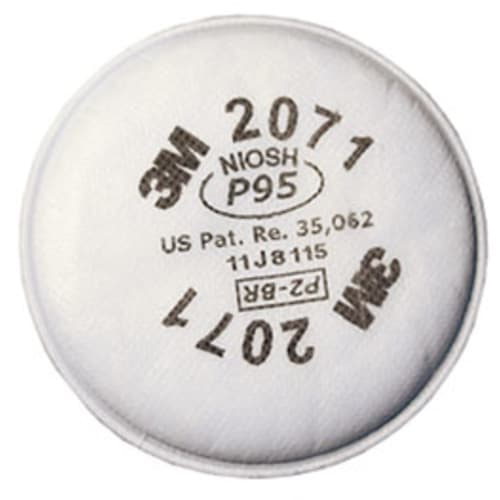 3M 2071
NIOSH
P95
US Pat. Re. 35,062
11J8115
P2-BR
3M 2071